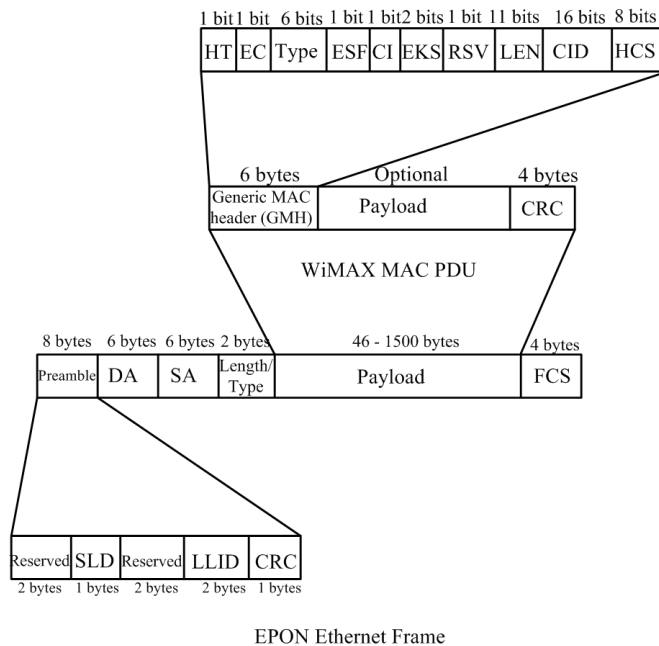 1 bit 1 bit 6 bits 1 bit 1 bit 2 bits 1 bit 11 bits 16 bits 8 bits
HT EC Type ESF CI EKS RSV LEN CID HCS
6 bytes Optional 4 bytes
Generic MAC
header (GMH)
Payload CRC
WiMAX MAC PDU
8 bytes 6 bytes 6 bytes 2 bytes 46 - 1500 bytes 4 bytes
Preamble DA SA Length/
Type
Payload FCS
Reserved SLD Reserved LLID CRC
2 bytes 1 bytes 2 bytes 2 bytes 1 bytes
EPON Ethernet Frame